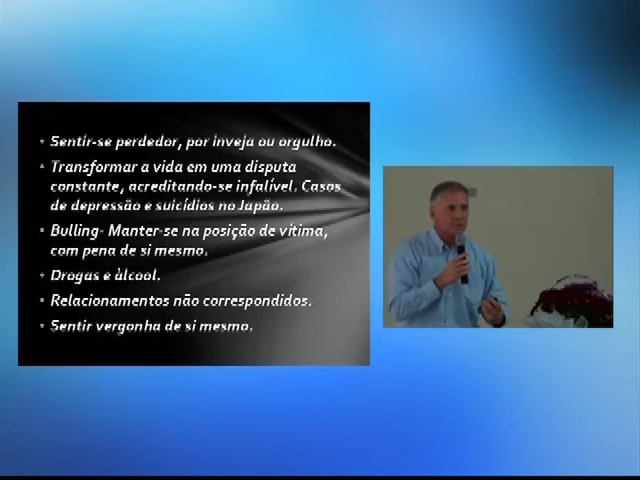 Sentir-se perdedor, por inveja ou orgulho.
Transformar a vida em uma disputa
constante, acreditando-se infalível. Casos
de depressão e suicídios no Japão.
Bulling- Manter-se na posição de vítima,
com pena de si mesmo.
Drogas e álcool.
Relacionamentos não correspondidos.
Sentir vergonha de si mesmo.